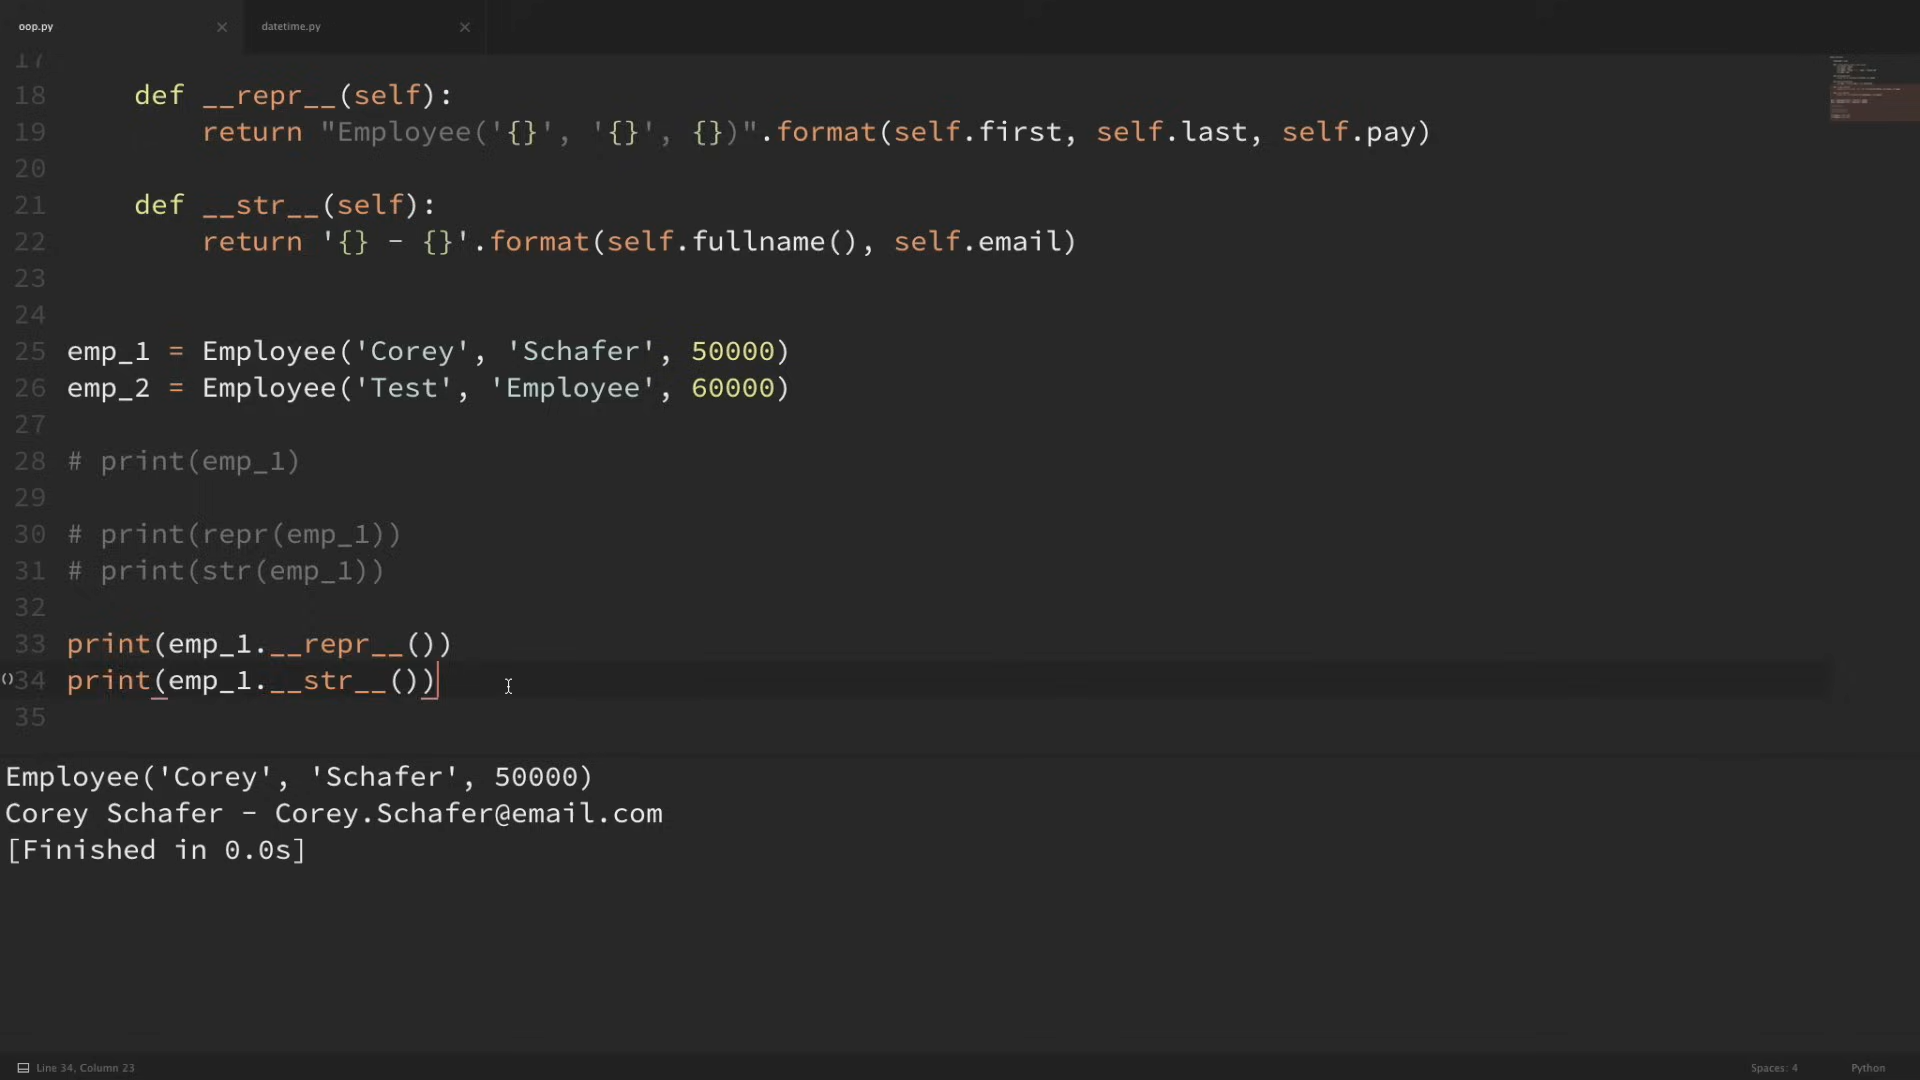 oop.py
datetime.py
17
18     def __repr__(self):
19         return "Employee('{}', '{}', {})".format(self.first, self.last, self.pay)
20
21     def __str__(self):
22         return '{} - {}'.format(self.fullname(), self.email)
23
24
25 emp_1 = Employee('Corey', 'Schafer', 50000)
26 emp_2 = Employee('Test', 'Employee', 60000)
27
28 # print(emp_1)
29
30 # print(repr(emp_1))
31 # print(str(emp_1))
32
33 print(emp_1.__repr__())
34 print(emp_1.__str__())
35
Employee('Corey', 'Schafer', 50000)
Corey Schafer - Corey.Schafer@email.com
[Finished in 0.0s]
Line 34, Column 23
Spaces: 4
Python